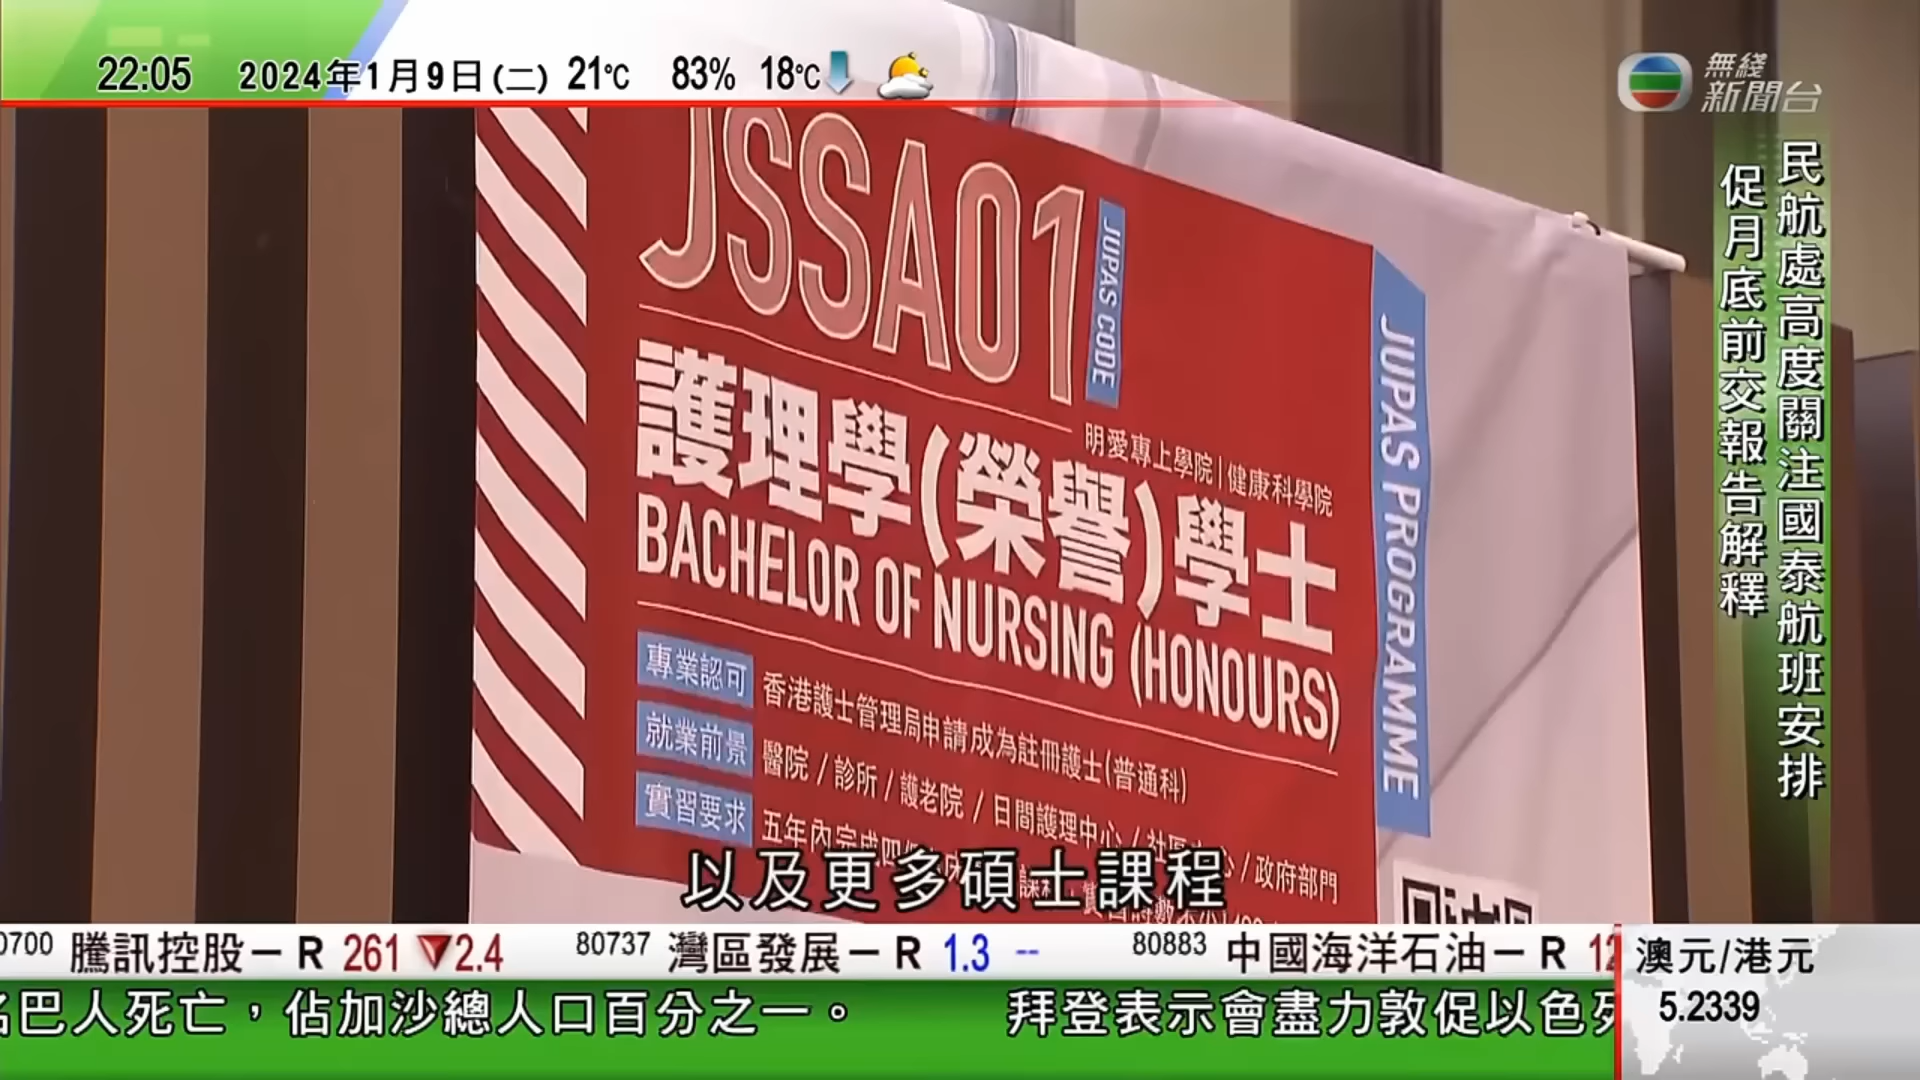 22:05 2024年1月9日(二) 21℃ 83% 18℃
無綫
新聞台
民航處高度關注國泰航班安排
促月底前交報告解釋
JSSA01
JUPAS CODE
JUPAS PROGRAMME
明愛專上學院|健康科學院
護理學(榮譽)學士
BACHELOR OF NURSING (HONOURS)
專業認可 香港護士管理局申請成為註冊護士(普通科)
就業前景 醫院 / 診所 / 護老院 / 日間護理中心 / 社區中心 / 政府部門
實習要求 五年內完成四個
以及更多碩士課程
0700 騰訊控股－R 261 ▼2.4 80737 灣區發展－R 1.3 -- 80883 中國海洋石油－R 12
澳元/港元
5.2339
巴人死亡，佔加沙總人口百分之一。 拜登表示會盡力敦促以色列